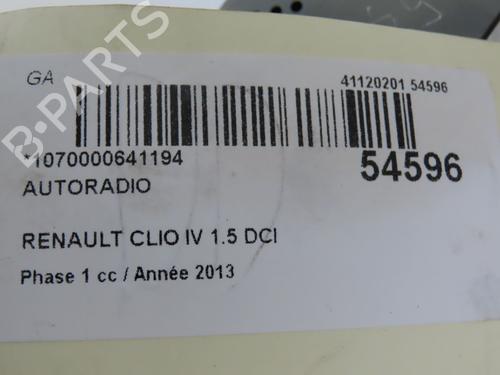 GA
41120201 54596
*1070000641194
54596
AUTORADIO
RENAULT CLIO IV 1.5 DCI
Phase 1 cc / Année 2013
B-PARTS